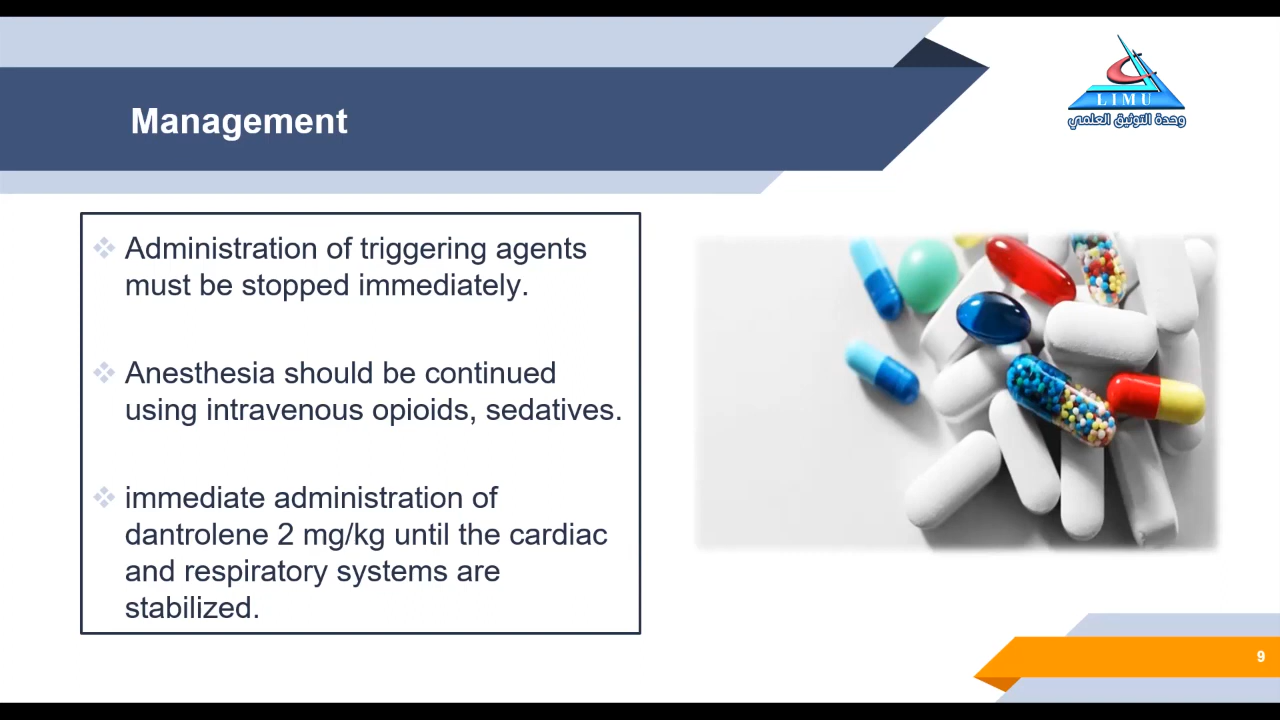 Management
LIMU
وحدة التوثيق العلمي
Administration of triggering agents
must be stopped immediately.
Anesthesia should be continued
using intravenous opioids, sedatives.
immediate administration of
dantrolene 2 mg/kg until the cardiac
and respiratory systems are
stabilized.
9